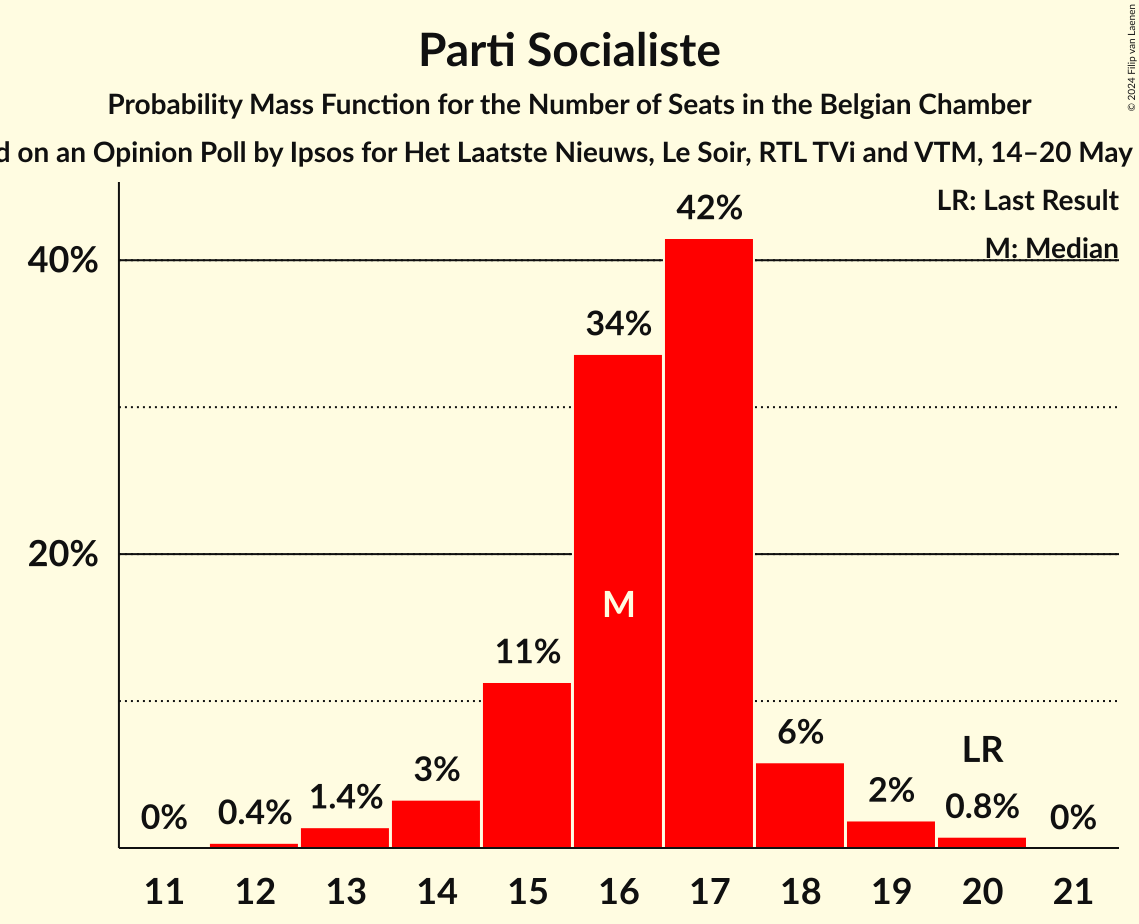 Parti Socialiste
Probability Mass Function for the Number of Seats in the Belgian Chamber
on an Opinion Poll by Ipsos for Het Laatste Nieuws, Le Soir, RTL TVi and VTM, 14–20 May
© 2024 Filip van Laenen
LR: Last Result
M: Median
42%
40%
34%
20%
M
11%
6%
LR
3%
2%
1.4%
0.8%
0.4%
0%
0%
11 12 13 14 15 16 17 18 19 20 21